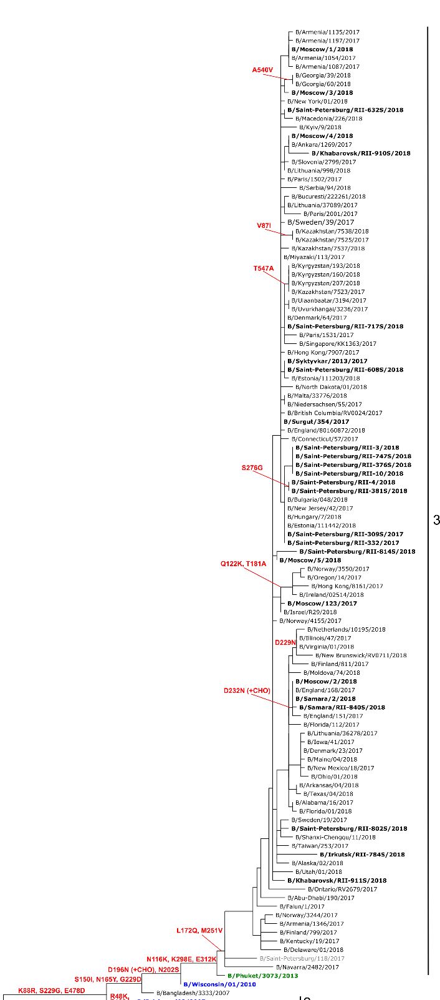 B/Armenia/1135/2017
B/Armenia/1197/2017
B/Moscow/1/2018
B/Armenia/1054/2017
B/Armenia/1087/2017
A540V
B/Georgia/39/2018
B/Georgia/60/2018
B/Moscow/3/2018
B/New York/01/2018
B/Saint-Petersburg/RII-632S/2018
B/Macedonia/226/2018
B/Kyiv/9/2018
B/Moscow/4/2018
B/Ankara/1269/2017
B/Khabarovsk/RII-910S/2018
B/Slovenia/2799/2017
B/Lithuania/998/2018
B/Paris/1502/2017
B/Serbia/94/2018
B/Bucuresti/222261/2018
B/Lithuania/37089/2017
B/Paris/2001/2017
B/Sweden/39/2017
V87I
B/Kazakhstan/7538/2018
B/Kazakhstan/7525/2017
B/Kazakhstan/7537/2018
B/Miyazaki/113/2017
T547A
B/Kyrgyzstan/193/2018
B/Kyrgyzstan/160/2018
B/Kyrgyzstan/207/2018
B/Kazakhstan/7523/2017
B/Ulaanbaatar/3194/2017
B/Uvurkhangai/3236/2017
B/Denmark/64/2017
B/Saint-Petersburg/RII-717S/2018
B/Paris/1531/2017
B/Singapore/KK1363/2017
B/Hong Kong/7907/2017
B/Syktyvkar/2013/2017
B/Saint-Petersburg/RII-608S/2018
B/Estonia/111203/2018
B/North Dakota/01/2018
B/Malta/33776/2018
B/Niedersachsen/55/2017
B/British Columbia/RV0024/2017
B/Surgut/354/2017
B/England/80160872/2018
B/Connecticut/57/2017
B/Saint-Petersburg/RII-3/2018
B/Saint-Petersburg/RII-747S/2018
B/Saint-Petersburg/RII-376S/2018
S276G
B/Saint-Petersburg/RII-10/2018
B/Saint-Petersburg/RII-4/2018
B/Saint-Petersburg/RII-381S/2018
B/Bulgaria/048/2018
B/New Jersey/42/2017
B/Hungary/7/2018
3
B/Estonia/111442/2018
B/Saint-Petersburg/RII-309S/2017
B/Saint-Petersburg/RII-332/2017
B/Saint-Petersburg/RII-814S/2018
B/Moscow/5/2018
Q122K, T181A
B/Norway/3550/2017
B/Oregon/14/2017
B/Hong Kong/8161/2017
B/Ireland/02514/2018
B/Moscow/123/2017
B/Israel/R29/2018
B/Norway/4155/2017
B/Netherlands/10195/2018
B/Illinois/47/2017
D229N
B/Virginia/01/2018
B/New Brunswick/RV0711/2018
B/Finland/811/2017
B/Moldova/74/2018
B/Moscow/2/2018
D232N (+CHO)
B/England/168/2017
B/Samara/2/2018
B/Samara/RII-840S/2018
B/England/151/2017
B/Florida/112/2017
B/Lithuania/36278/2017
B/Iowa/41/2017
B/Denmark/23/2017
B/Maine/04/2018
B/New Mexico/18/2017
B/Ohio/01/2018
B/Arkansas/04/2018
B/Texas/04/2018
B/Alabama/16/2017
B/Florida/01/2018
B/Sweden/19/2017
B/Saint-Petersburg/RII-802S/2018
B/Shanxi-Chengqu/11/2018
B/Taiwan/253/2017
B/Irkutsk/RII-784S/2018
B/Alaska/02/2018
B/Utah/01/2018
B/Khabarovsk/RII-911S/2018
B/Ontario/RV2679/2017
B/Abu-Dhabi/190/2017
B/Falun/1/2017
B/Norway/3244/2017
B/Armenia/1346/2017
L172Q, M251V
B/Finland/799/2017
B/Kentucky/19/2017
B/Delaware/01/2018
N116K, K298E, E312K
B/Saint-Petersburg/118/2017
B/Navarra/2482/2017
D196N (+CHO), N202S
B/Phuket/3073/2013
S150I, N165Y, G229D
B/Wisconsin/01/2010
K88R, S229G, E478D
B/Bangladesh/3333/2007
R48K,